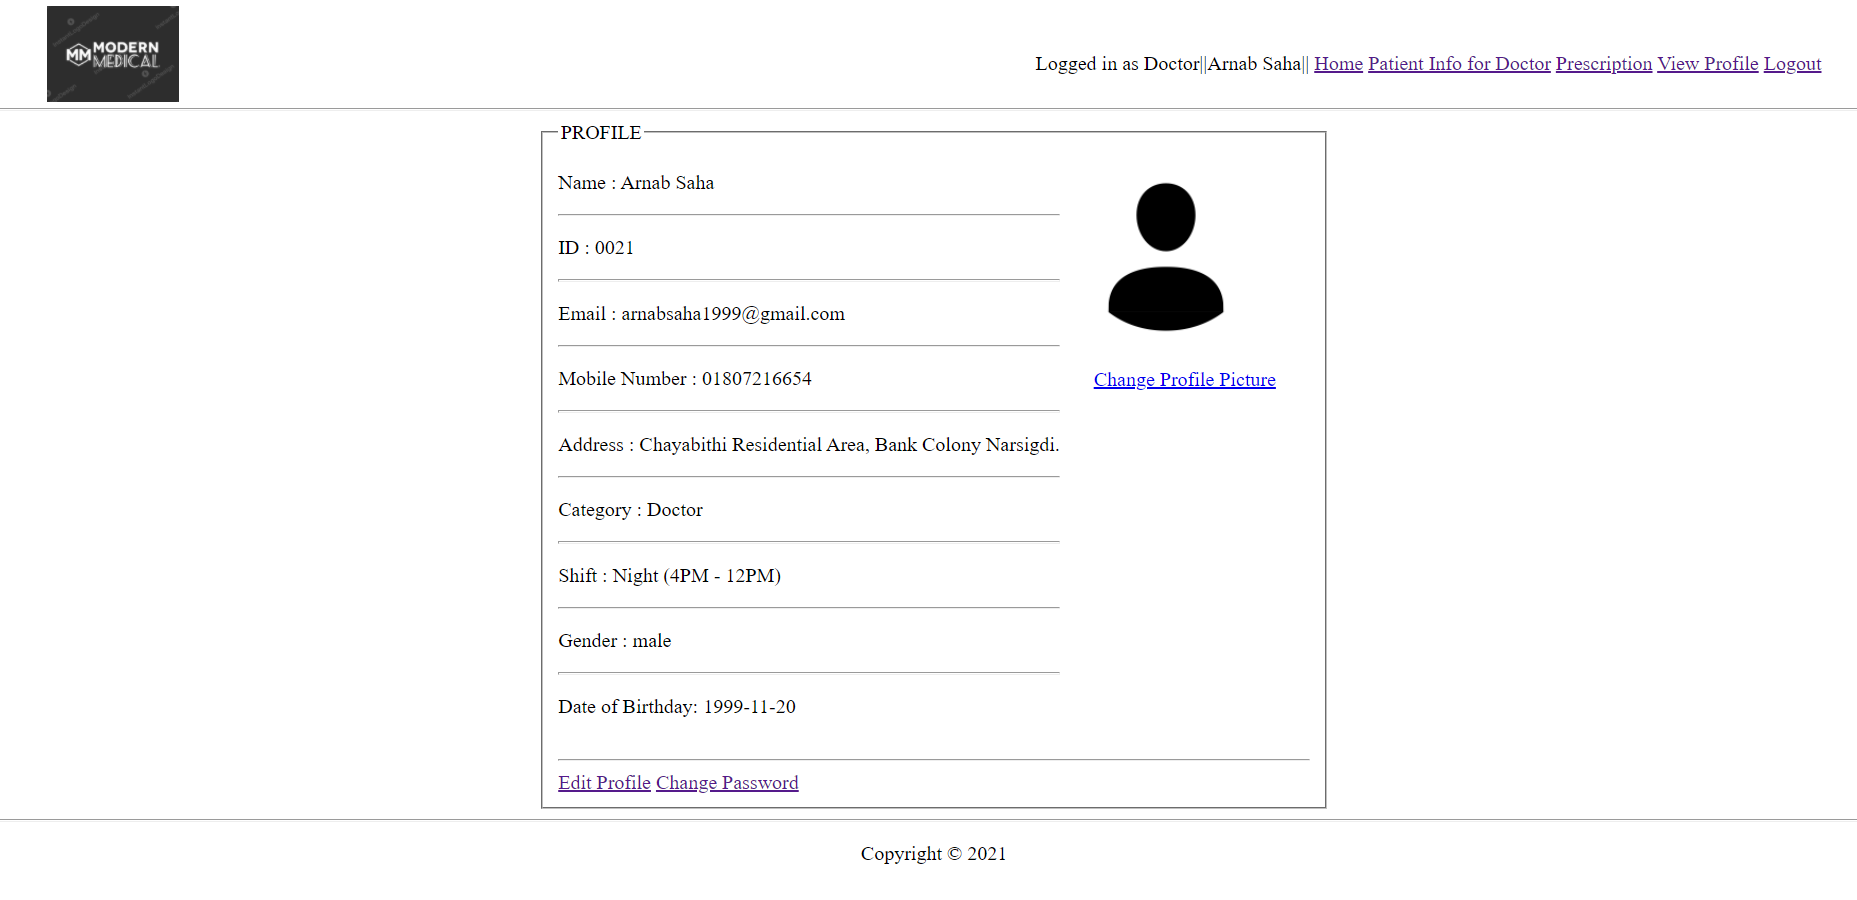 MODERN
MM MEDICAL
Logged in as Doctor||Arnab Saha|| Home Patient Info for Doctor Prescription View Profile Logout
PROFILE
Name : Arnab Saha
ID : 0021
Email : arnabsaha1999@gmail.com
Mobile Number : 01807216654
Change Profile Picture
Address : Chayabithi Residential Area, Bank Colony Narsigdi.
Category : Doctor
Shift : Night (4PM - 12PM)
Gender : male
Date of Birthday: 1999-11-20
Edit Profile Change Password
Copyright © 2021